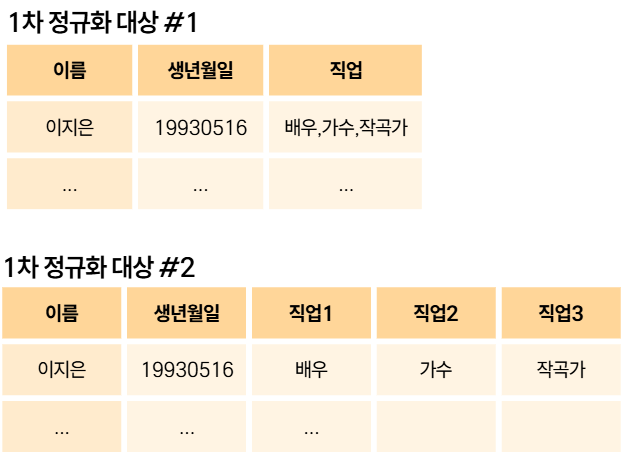 1차 정규화 대상 #1
이름 생년월일 직업
이지은 19930516 배우,가수,작곡가
... ... ...
1차 정규화 대상 #2
이름 생년월일 직업1 직업2 직업3
이지은 19930516 배우 가수 작곡가
... ... ...